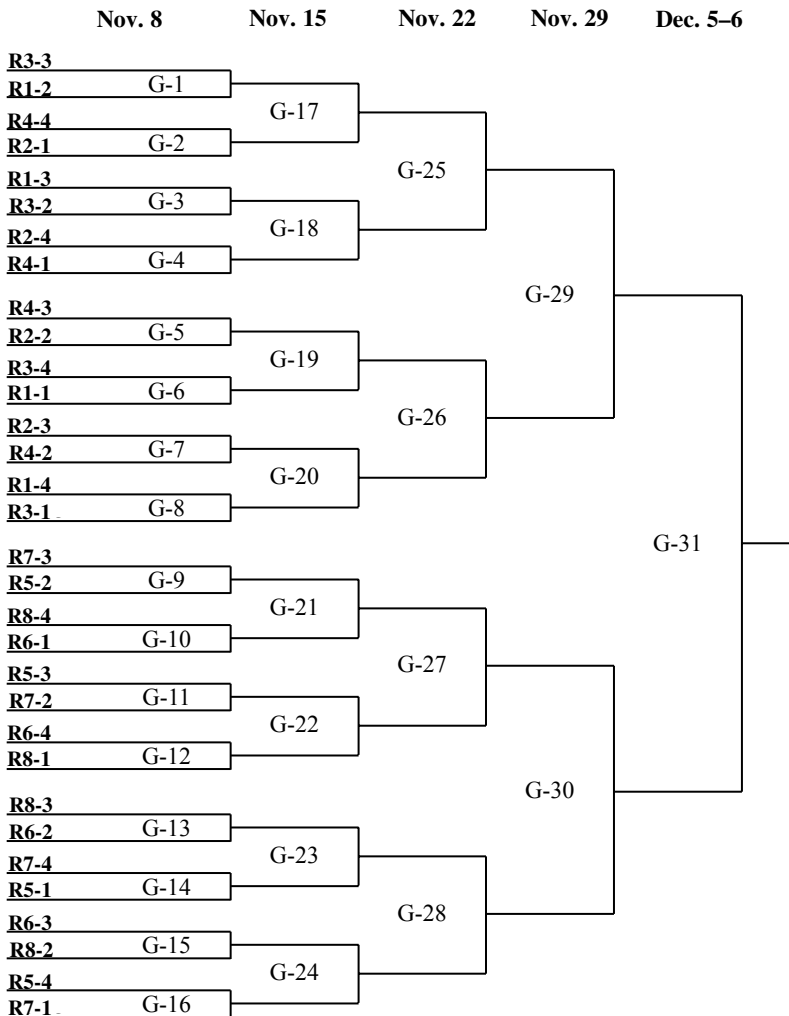 Nov. 8 Nov. 15 Nov. 22 Nov. 29 Dec. 5–6
R3-3
R1-2 G-1
G-17
R4-4
R2-1 G-2
G-25
R1-3
R3-2 G-3
G-18
R2-4
R4-1 G-4
G-29
R4-3
R2-2 G-5
G-19
R3-4
R1-1 G-6
G-26
R2-3
R4-2 G-7
G-20
R1-4
R3-1 G-8
G-31
R7-3
R5-2 G-9
G-21
R8-4
R6-1 G-10
G-27
R5-3
R7-2 G-11
G-22
R6-4
R8-1 G-12
G-30
R8-3
R6-2 G-13
G-23
R7-4
R5-1 G-14
G-28
R6-3
R8-2 G-15
G-24
R5-4
R7-1 G-16